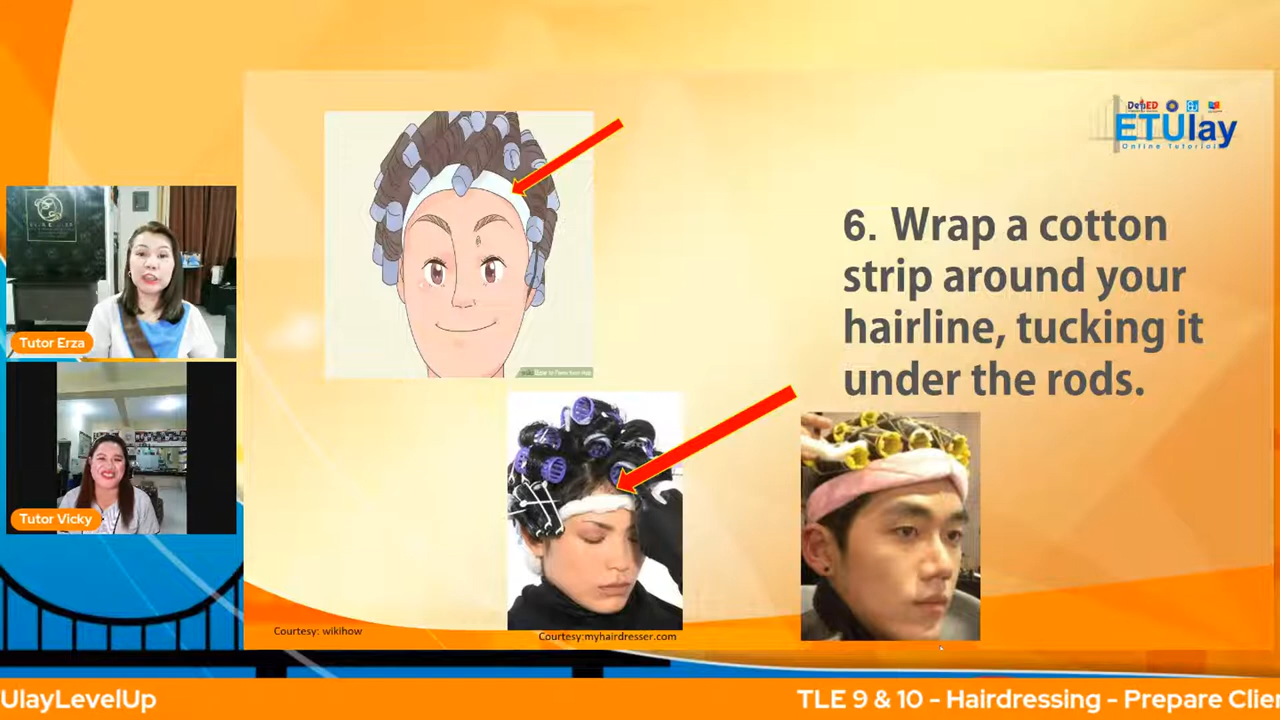 DepED
ETUlay
Online Tutorial
6. Wrap a cotton
strip around your
hairline, tucking it
under the rods.
Tutor Erza
Tutor Vicky
Courtesy: wikihow
Courtesy:myhairdresser.com
UlayLevelUp
TLE 9 & 10 - Hairdressing - Prepare Clien